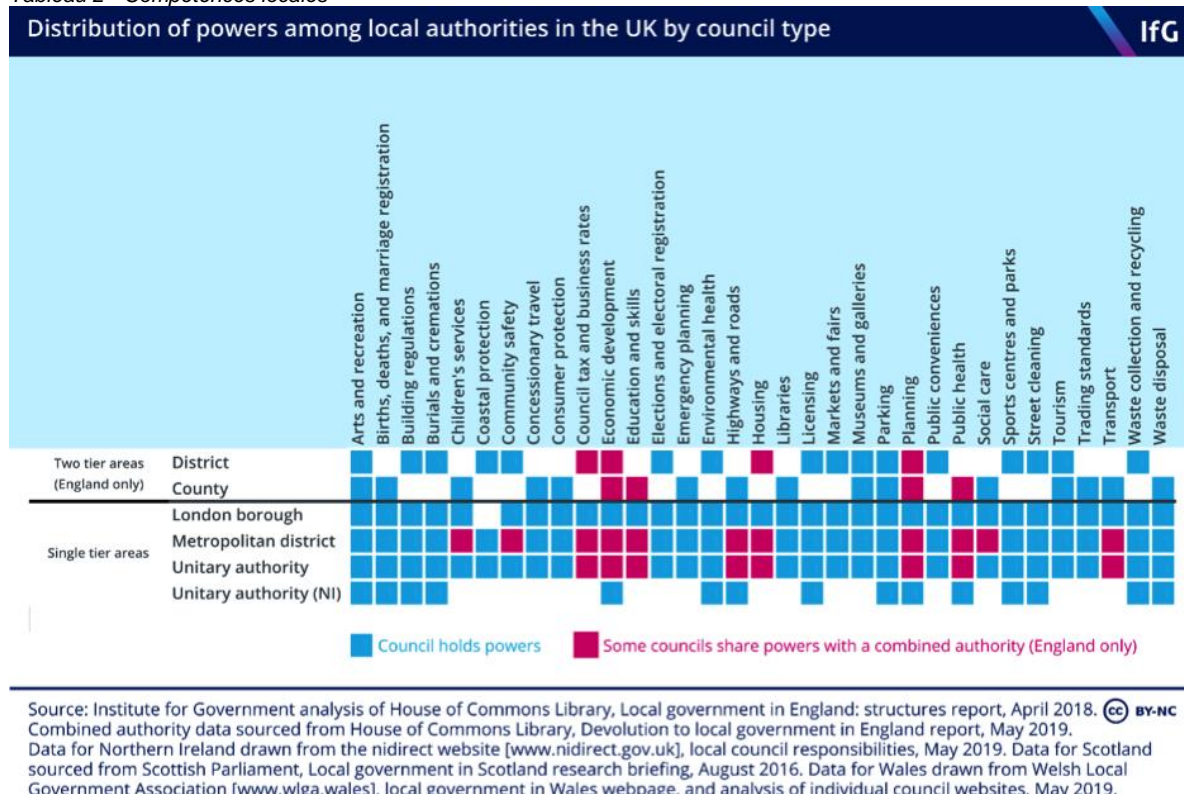 Tableau 2 - Compétences locales
Distribution of powers among local authorities in the UK by council type
IfG
Arts and recreation
Births, deaths, and marriage registration
Building regulations
Burials and cremations
Children's services
Coastal protection
Community safety
Concessionary travel
Consumer protection
Council tax and business rates
Economic development
Education and skills
Elections and electoral registration
Emergency planning
Environmental health
Highways and roads
Housing
Libraries
Licensing
Markets and fairs
Museums and galleries
Parking
Planning
Public conveniences
Public health
Social care
Sports centres and parks
Street cleaning
Tourism
Trading standards
Transport
Waste collection and recycling
Waste disposal
Two tier areas
(England only)
District
County
Single tier areas
London borough
Metropolitan district
Unitary authority
Unitary authority (NI)
Council holds powers
Some councils share powers with a combined authority (England only)
Source: Institute for Government analysis of House of Commons Library, Local government in England: structures report, April 2018. cc BY-NC
Combined authority data sourced from House of Commons Library, Devolution to local government in England report, May 2019.
Data for Northern Ireland drawn from the nidirect website [www.nidirect.gov.uk], local council responsibilities, May 2019. Data for Scotland
sourced from Scottish Parliament, Local government in Scotland research briefing, August 2016. Data for Wales drawn from Welsh Local
Government Association [www.wlga.wales], local government in Wales webpage, and analysis of individual council websites, May 2019.